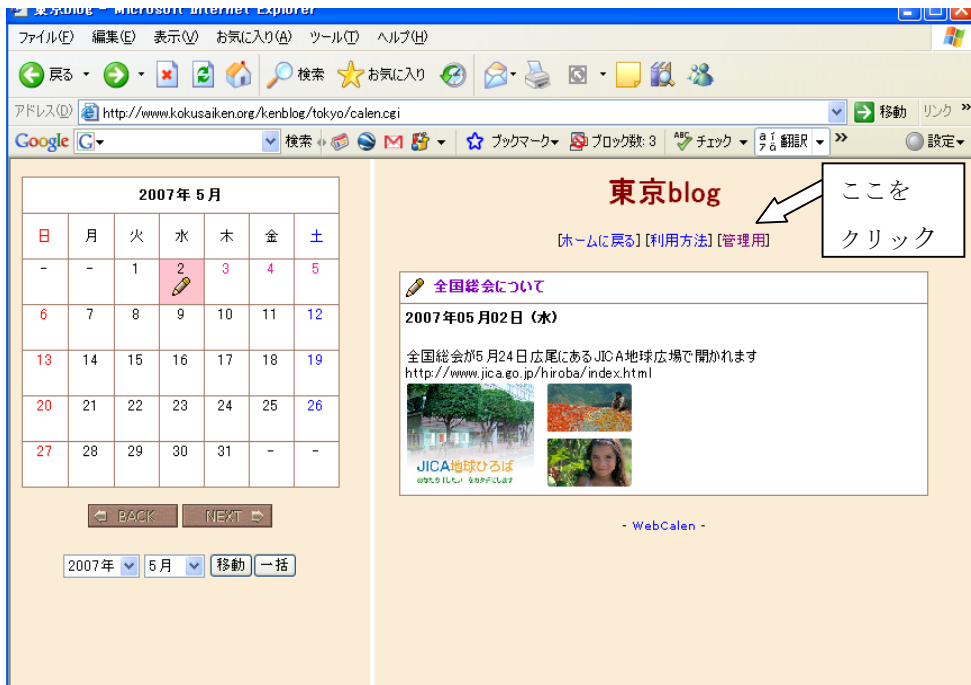 東京blog - Microsoft Internet Explorer
ファイル(F) 編集(E) 表示(V) お気に入り(A) ツール(T) ヘルプ(H)
戻る 検索 お気に入り
アドレス(D) http://www.kokusaiken.org/kenblog/tokyo/calen.cgi 移動 リンク »
Google G 検索 ブックマーク ブロック数: 3 ABC チェック 翻訳 » 設定
2007年 5月
日 月 火 水 木 金 土
- - 1 2 3 4 5
6 7 8 9 10 11 12
13 14 15 16 17 18 19
20 21 22 23 24 25 26
27 28 29 30 31 - -
BACK NEXT
2007年 5月 移動 一括
東京blog
[ホームに戻る] [利用方法] [管理用]
ここを
クリック
全国総会について
2007年05月02日 (水)
全国総会が5月24日広尾にあるJICA地球広場で開かれます
http://www.jica.go.jp/hiroba/index.html
JICA地球ひろば
- WebCalen -